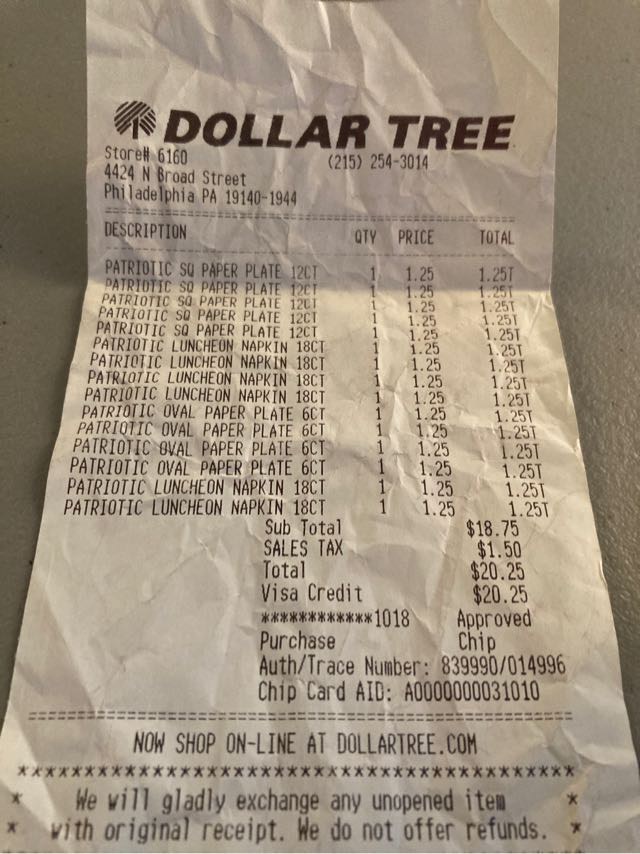 DOLLAR TREE
Store# 6160 (215) 254-3014
4424 N Broad Street
Philadelphia PA 19140-1944
DESCRIPTION QTY PRICE TOTAL
PATRIOTIC SQ PAPER PLATE 12CT 1 1.25 1.25T
PATRIOTIC SQ PAPER PLATE 12CT 1 1.25 1.25T
PATRIOTIC SQ PAPER PLATE 12CT 1 1.25 1.25T
PATRIOTIC SQ PAPER PLATE 12CT 1 1.25 1.25T
PATRIOTIC SQ PAPER PLATE 12CT 1 1.25 1.25T
PATRIOTIC LUNCHEON NAPKIN 18CT 1 1.25 1.25T
PATRIOTIC LUNCHEON NAPKIN 18CT 1 1.25 1.25T
PATRIOTIC LUNCHEON NAPKIN 18CT 1 1.25 1.25T
PATRIOTIC LUNCHEON NAPKIN 18CT 1 1.25 1.25T
PATRIOTIC OVAL PAPER PLATE 6CT 1 1.25 1.25T
PATRIOTIC OVAL PAPER PLATE 6CT 1 1.25 1.25T
PATRIOTIC OVAL PAPER PLATE 6CT 1 1.25 1.25T
PATRIOTIC OVAL PAPER PLATE 6CT 1 1.25 1.25T
PATRIOTIC LUNCHEON NAPKIN 18CT 1 1.25 1.25T
PATRIOTIC LUNCHEON NAPKIN 18CT 1 1.25 1.25T
Sub Total $18.75
SALES TAX $1.50
Total $20.25
Visa Credit $20.25
************1018 Approved
Purchase Chip
Auth/Trace Number: 839990/014996
Chip Card AID: A0000000031010
NOW SHOP ON-LINE AT DOLLARTREE.COM
******************************************
* We will gladly exchange any unopened item *
* with original receipt. We do not offer refunds. *